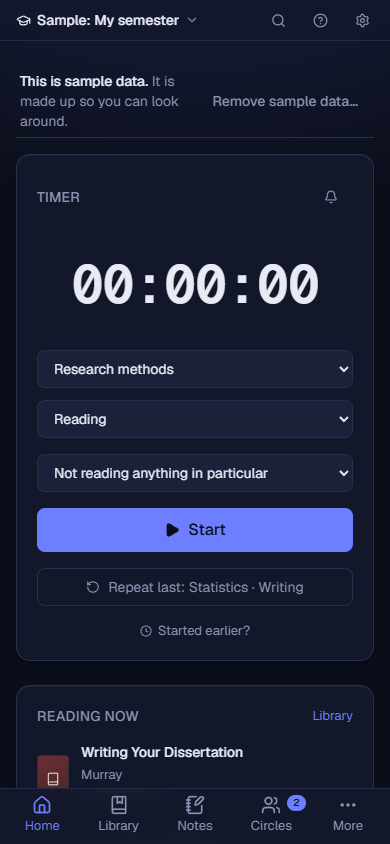 Sample: My semester
This is sample data. It is
made up so you can look
around.
Remove sample data...
TIMER
00:00:00
Research methods
Reading
Not reading anything in particular
Start
Repeat last: Statistics · Writing
Started earlier?
READING NOW
Library
Writing Your Dissertation
Murray
2
Home
Library
Notes
Circles
More